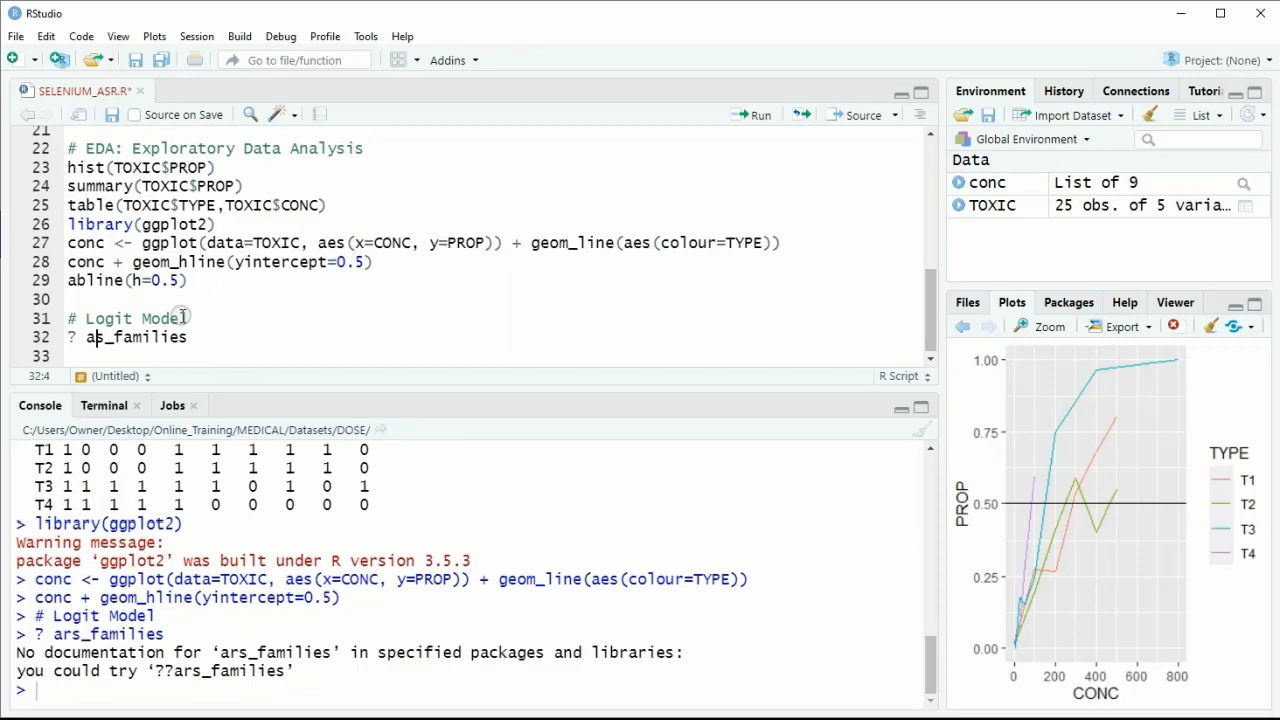 RStudio
File Edit Code View Plots Session Build Debug Profile Tools Help
Go to file/function Addins Project: (None)
SELENIUM_ASR.R*
Source on Save Run Source
21
22 # EDA: Exploratory Data Analysis
23 hist(TOXIC$PROP)
24 summary(TOXIC$PROP)
25 table(TOXIC$TYPE,TOXIC$CONC)
26 library(ggplot2)
27 conc <- ggplot(data=TOXIC, aes(x=CONC, y=PROP)) + geom_line(aes(colour=TYPE))
28 conc + geom_hline(yintercept=0.5)
29 abline(h=0.5)
30
31 # Logit Model
32 ? ars_families
33
32:4 (Untitled) R Script
Console Terminal Jobs
C:/Users/Owner/Desktop/Online_Training/MEDICAL/Datasets/DOSE/
T1 1 0 0 0 1 1 1 1 1 0
T2 1 0 0 0 1 1 1 1 1 0
T3 1 1 1 1 1 1 0 1 0 1
T4 1 1 1 1 1 0 0 0 0 0
> library(ggplot2)
Warning message:
package ‘ggplot2’ was built under R version 3.5.3
> conc <- ggplot(data=TOXIC, aes(x=CONC, y=PROP)) + geom_line(aes(colour=TYPE))
> conc + geom_hline(yintercept=0.5)
> # Logit Model
> ? ars_families
No documentation for ‘ars_families’ in specified packages and libraries:
you could try ‘??ars_families’
>
Environment History Connections Tutori
Import Dataset List
Global Environment
Data
conc List of 9
TOXIC 25 obs. of 5 varia…
Files Plots Packages Help Viewer
Zoom Export
1.00
0.75
0.50
0.25
0.00
PROP
0 200 400 600 800
CONC
TYPE
T1
T2
T3
T4